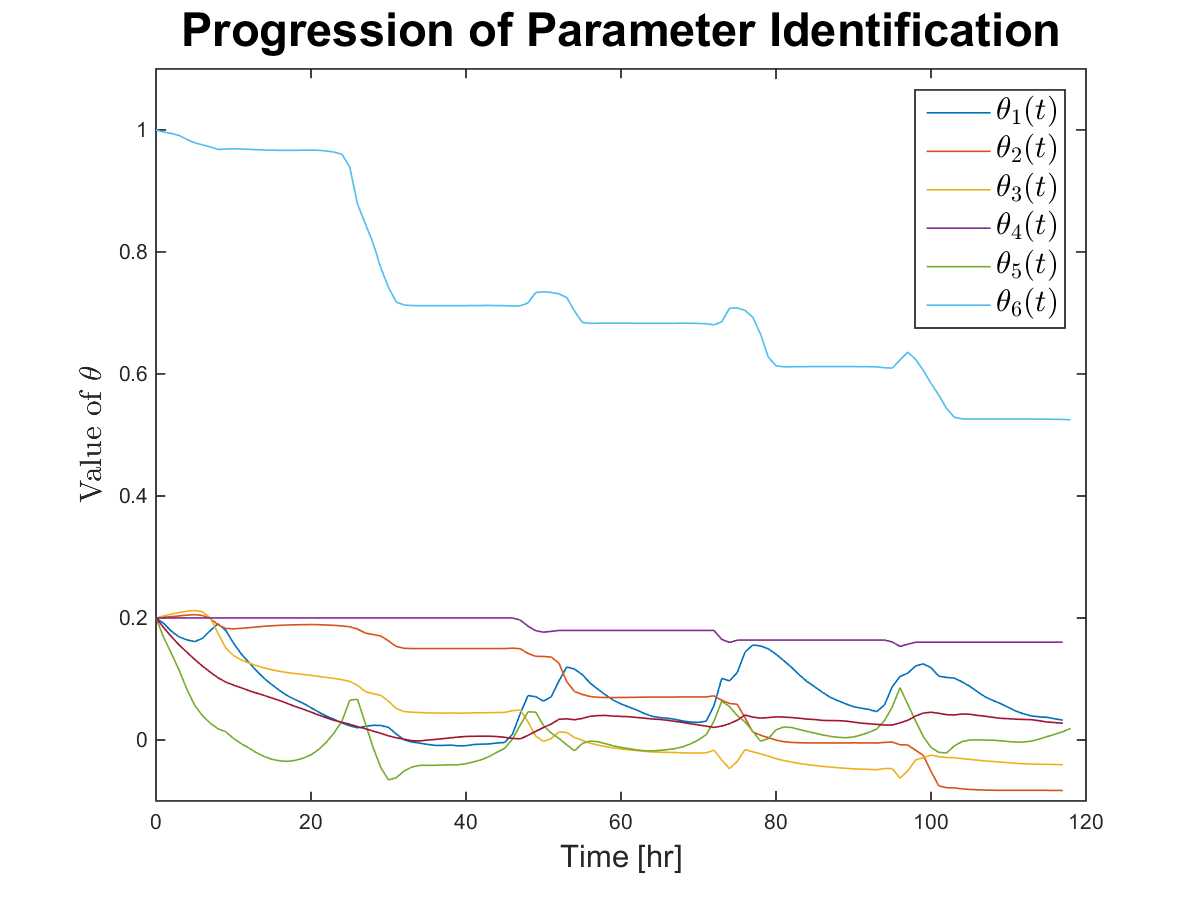 Progression of Parameter Identification
θ₁(t)
θ₂(t)
θ₃(t)
θ₄(t)
θ₅(t)
θ₆(t)
1
0.8
0.6
0.4
0.2
0
Value of θ
0 20 40 60 80 100 120
Time [hr]